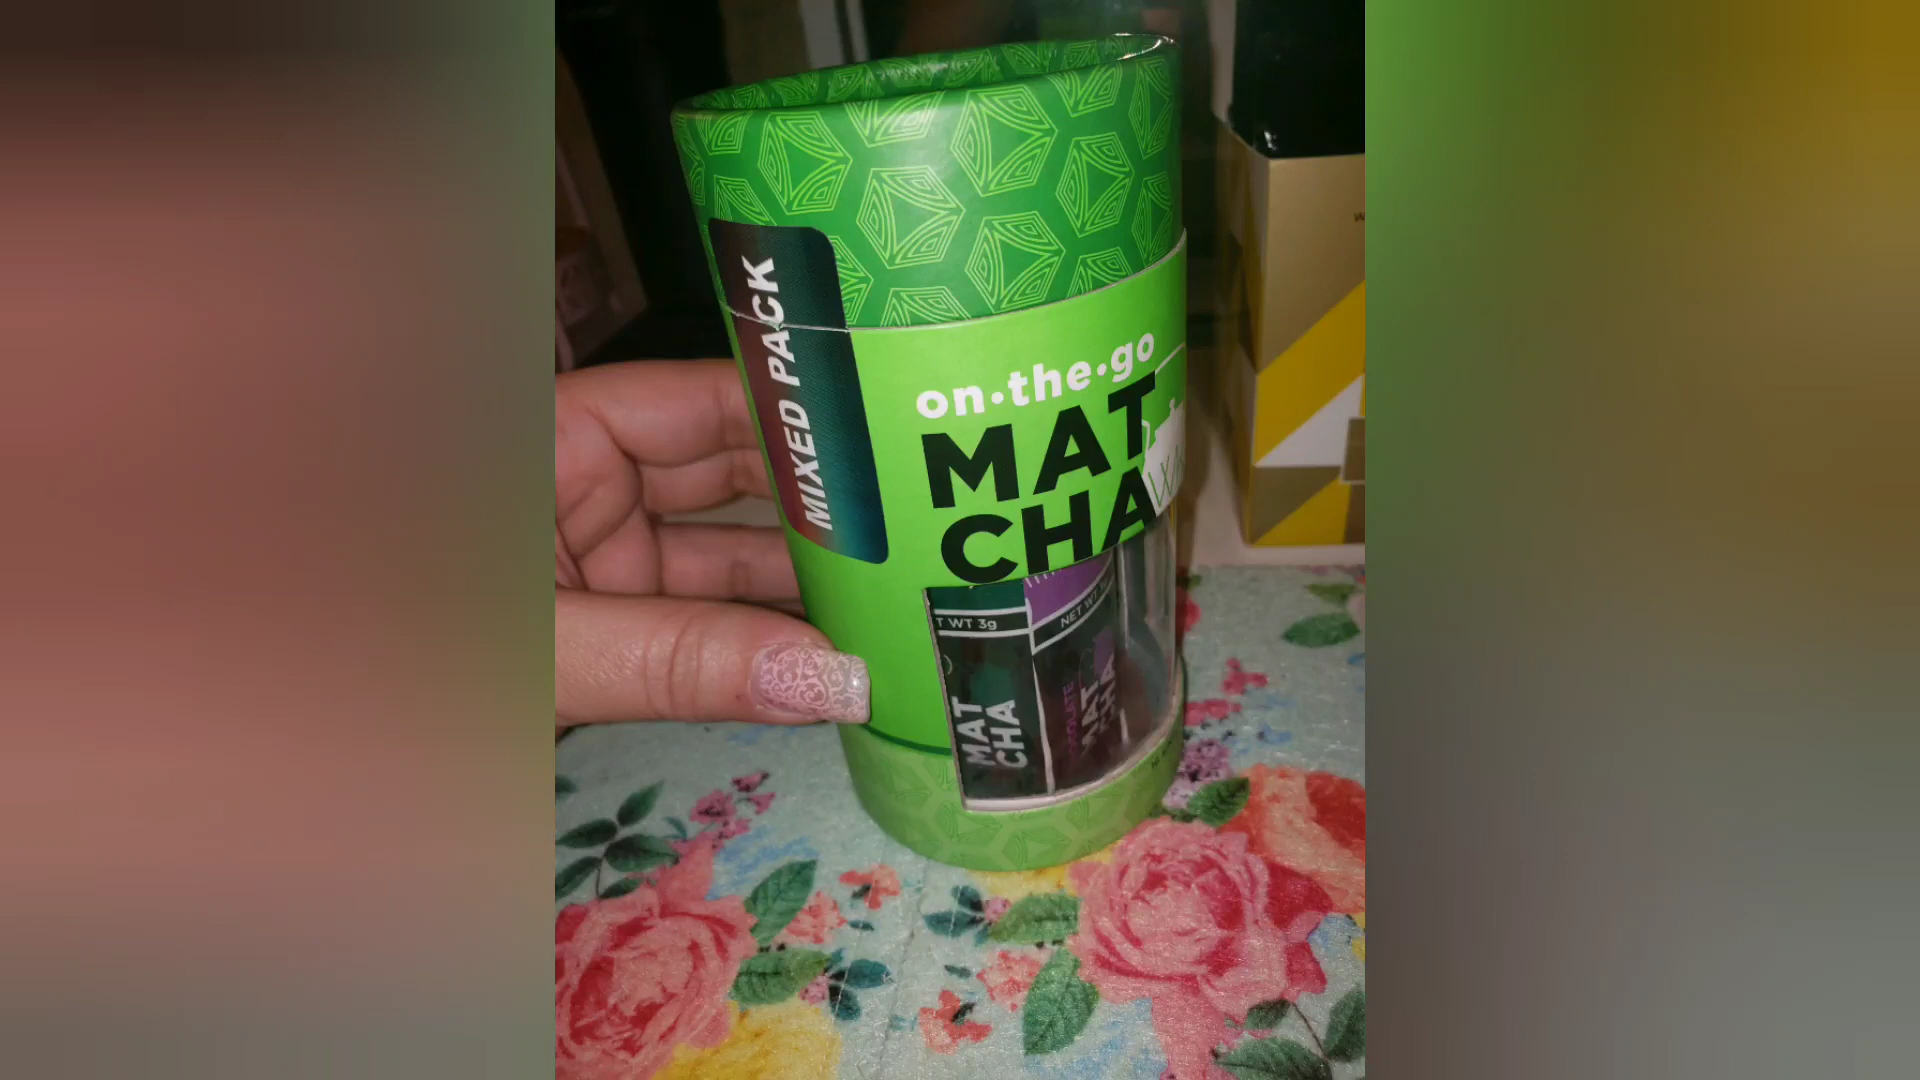 MIXED PACK
on•the•go
MAT
CHA
T WT 3g
NET WT
MAT
CHA
MAT
CHA